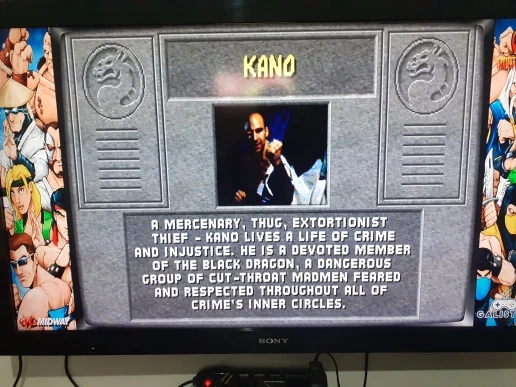 KANO
A MERCENARY, THUG, EXTORTIONIST
THIEF - KANO LIVES A LIFE OF CRIME
AND INJUSTICE. HE IS A DEVOTED MEMBER
OF THE BLACK DRAGON, A DANGEROUS
GROUP OF CUT-THROAT MADMEN FEARED
AND RESPECTED THROUGHOUT ALL OF
CRIME'S INNER CIRCLES.
MIDWAY
SONY